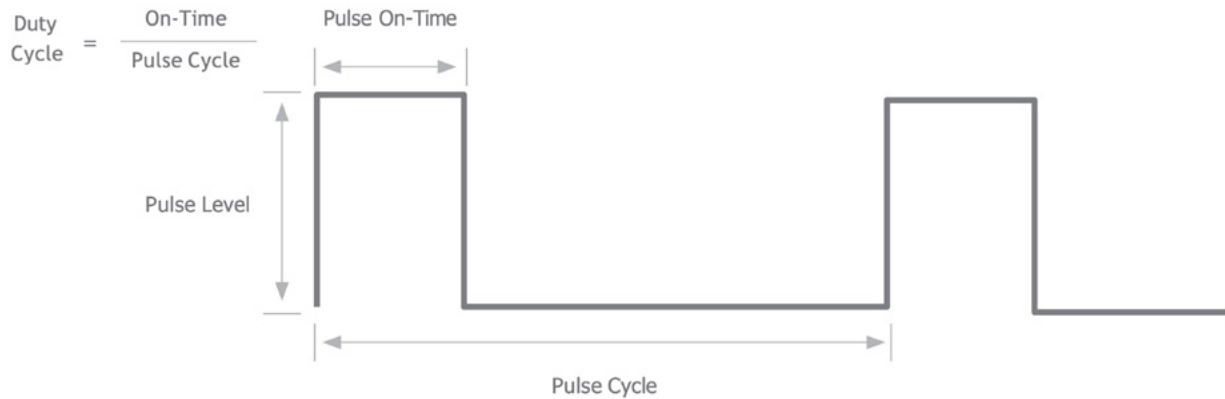 Duty
Cycle
=
On-Time
Pulse Cycle
Pulse On-Time
Pulse Level
Pulse Cycle